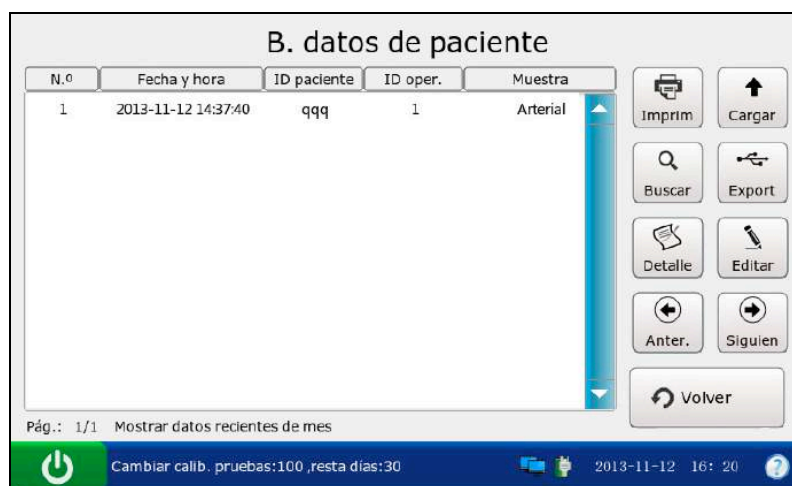 B. datos de paciente
N.º Fecha y hora ID paciente ID oper. Muestra
1 2013-11-12 14:37:40 qqq 1 Arterial
Imprim Cargar
Buscar Export
Detalle Editar
Anter. Siguien
Volver
Pág.: 1/1 Mostrar datos recientes de mes
Cambiar calib. pruebas:100 ,resta días:30 2013-11-12 16: 20 ?